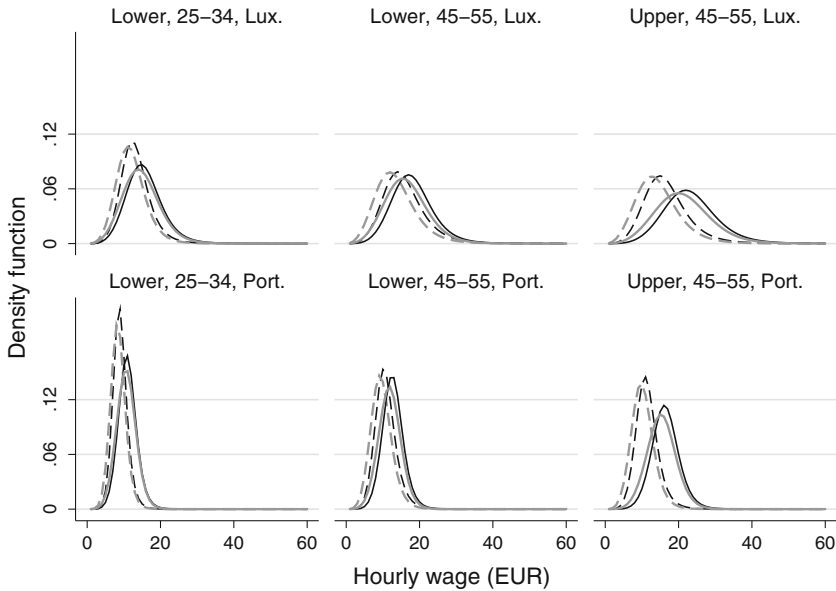 Lower, 25–34, Lux.
Lower, 45–55, Lux.
Upper, 45–55, Lux.
.12
.06
0
Lower, 25–34, Port.
Lower, 45–55, Port.
Upper, 45–55, Port.
.12
.06
0
0 20 40 60
0 20 40 60
0 20 40 60
Density function
Hourly wage (EUR)